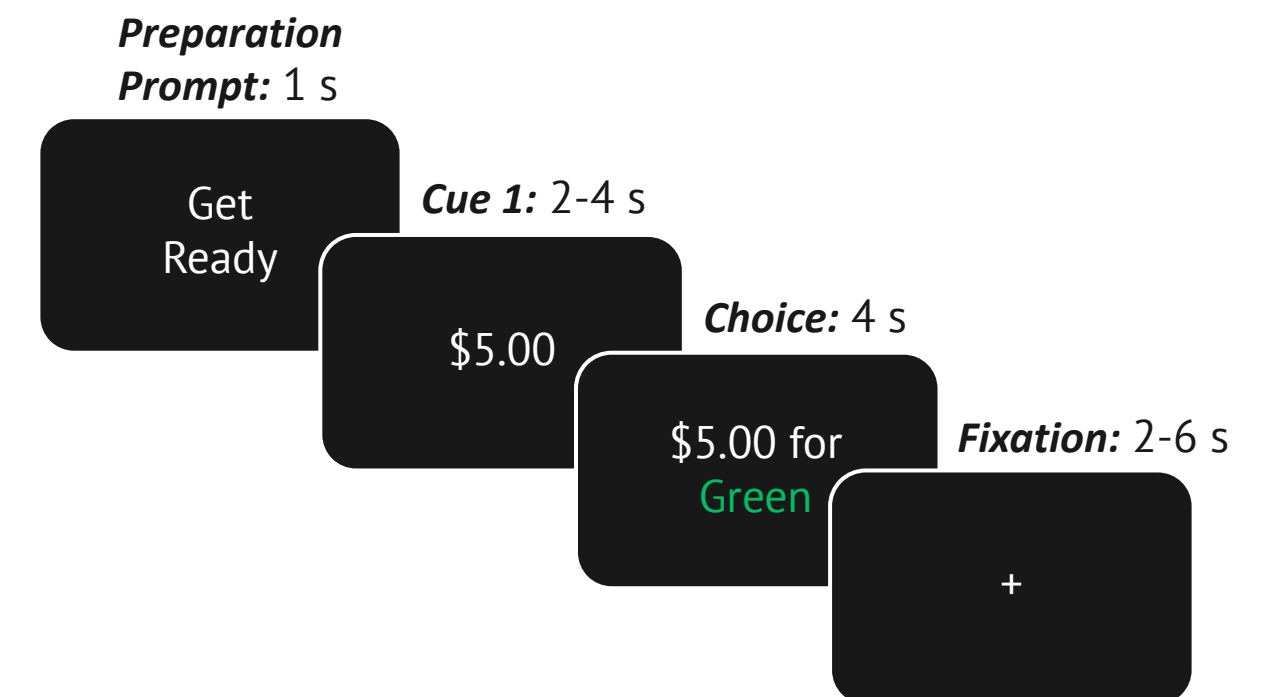 Preparation
Prompt: 1 s
Get
Ready
Cue 1: 2-4 s
$5.00
Choice: 4 s
$5.00 for
Green
Fixation: 2-6 s
+